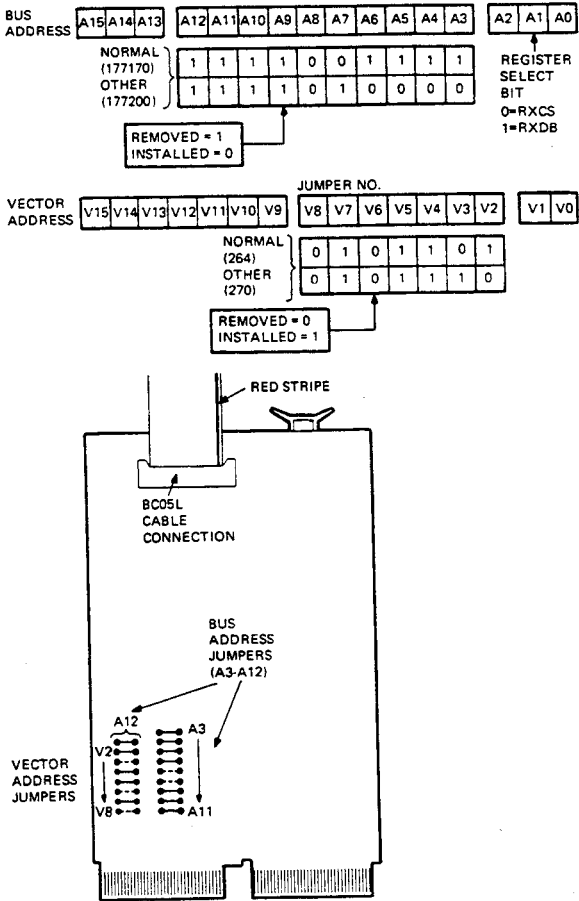 BUS
ADDRESS
A15 A14 A13 A12 A11 A10 A9 A8 A7 A6 A5 A4 A3 A2 A1 A0
NORMAL
(177170)
1 1 1 1 0 0 1 1 1 1
OTHER
(177200)
1 1 1 1 0 1 0 0 0 0
REGISTER
SELECT
BIT
0=RXCS
1=RXDB
REMOVED = 1
INSTALLED = 0
JUMPER NO.
VECTOR
ADDRESS
V15 V14 V13 V12 V11 V10 V9 V8 V7 V6 V5 V4 V3 V2 V1 V0
NORMAL
(264)
0 1 0 1 1 0 1
OTHER
(270)
0 1 0 1 1 1 0
REMOVED = 0
INSTALLED = 1
RED STRIPE
BC05L
CABLE
CONNECTION
BUS
ADDRESS
JUMPERS
(A3-A12)
A12
A3
V2
VECTOR
ADDRESS
JUMPERS
V8
A11